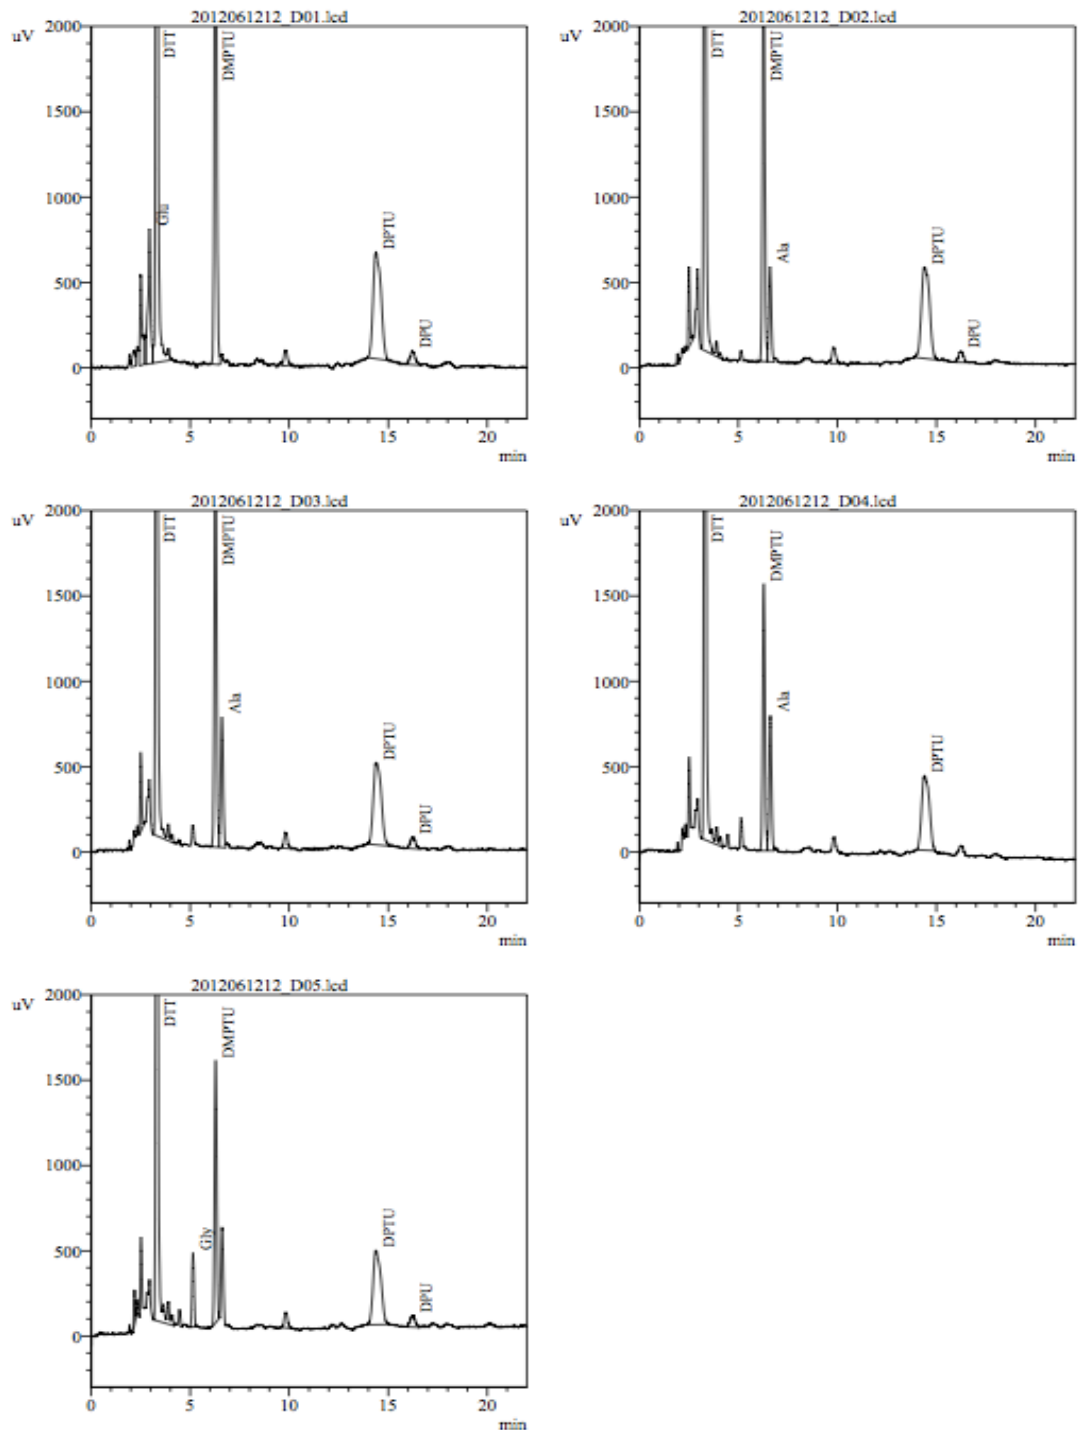 2012061212_D01.lcd
uV
2000
1500
1000
500
0
DTT
Glu
DMPTU
DPTU
DPU
0 5 10 15 20
min
2012061212_D02.lcd
uV
2000
1500
1000
500
0
DTT
DMPTU
Ala
DPTU
DPU
0 5 10 15 20
min
2012061212_D03.lcd
uV
2000
1500
1000
500
0
DTT
DMPTU
Ala
DPTU
DPU
0 5 10 15 20
min
2012061212_D04.lcd
uV
2000
1500
1000
500
0
DTT
DMPTU
Ala
DPTU
0 5 10 15 20
min
2012061212_D05.lcd
uV
2000
1500
1000
500
0
DTT
Gly
DMPTU
DPTU
DPU
0 5 10 15 20
min